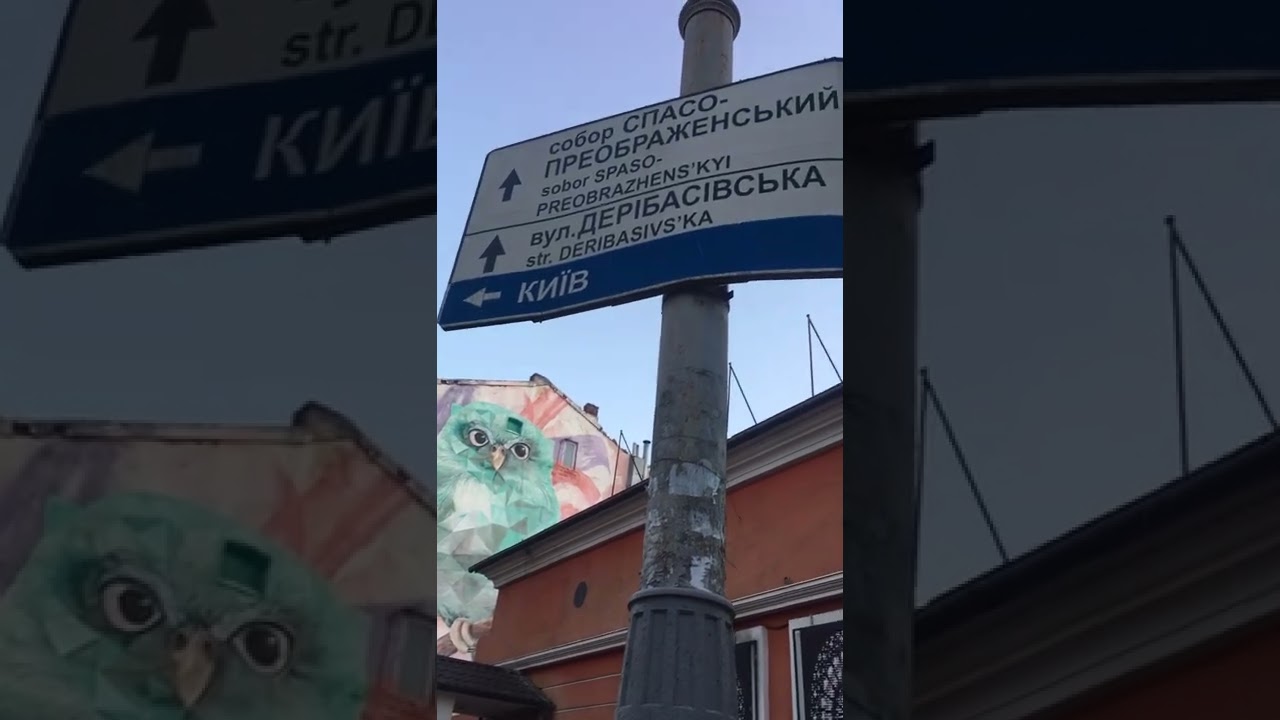 собор СПАСО-
ПРЕОБРАЖЕНСЬКИЙ
sobor SPASO-
PREOBRAZHENS'KYI
вул. ДЕРІБАСІВСЬКА
str. DERIBASIVS'KA
КИЇВ